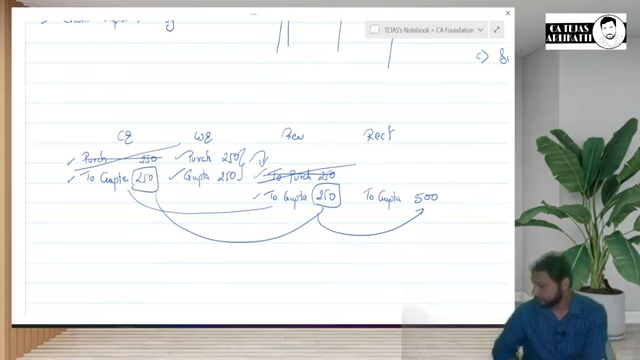 TEJAS's Notebook > CA Foundation
CA TEJAS
c>
CE WE Rev Rect
✓ Purch 250 ✓ Purch 250
✓ To Gupta 250 ✓ Gupta 250 ✓ To Purch 250
✓ To Gupta 250 To Gupta 500